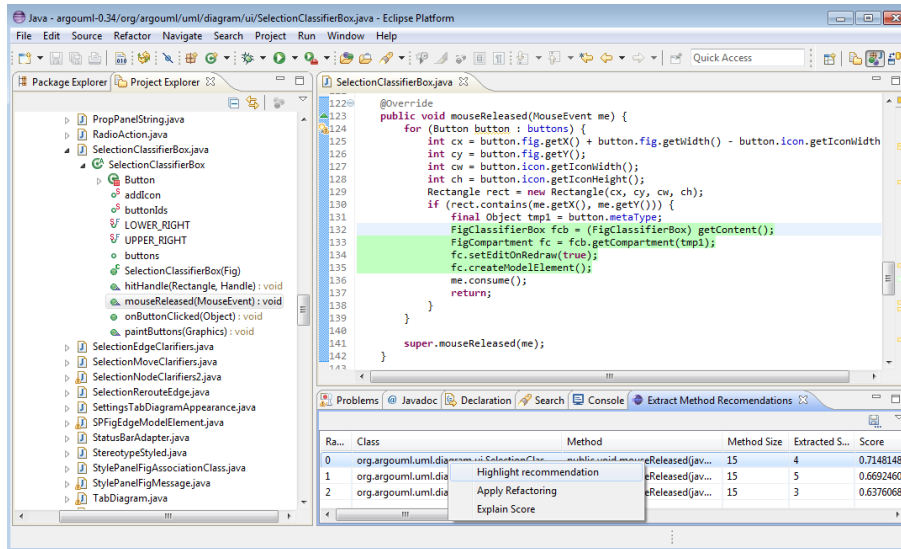 Java - argouml-0.34/org/argouml/uml/diagram/ui/SelectionClassifierBox.java - Eclipse Platform
File Edit Source Refactor Navigate Search Project Run Window Help
Quick Access
Package Explorer Project Explorer
SelectionClassifierBox.java
PropPanelString.java
RadioAction.java
SelectionClassifierBox.java
SelectionClassifierBox
Button
addIcon
buttonIds
LOWER_RIGHT
UPPER_RIGHT
buttons
SelectionClassifierBox(Fig)
hitHandle(Rectangle, Handle) : void
mouseReleased(MouseEvent) : void
onButtonClicked(Object) : void
paintButtons(Graphics) : void
SelectionEdgeClarifiers.java
SelectionMoveClarifiers.java
SelectionNodeClarifiers2.java
SelectionRerouteEdge.java
SettingsTabDiagramAppearance.java
SPFigEdgeModelElement.java
StatusBarAdapter.java
StereotypeStyled.java
StylePanelFigAssociationClass.java
StylePanelFigMessage.java
TabDiagram.java
122 @Override
123 public void mouseReleased(MouseEvent me) {
124 for (Button button : buttons) {
125 int cx = button.fig.getX() + button.fig.getWidth() - button.icon.getIconWidth
126 int cy = button.fig.getY();
127 int cw = button.icon.getIconWidth();
128 int ch = button.icon.getIconHeight();
129 Rectangle rect = new Rectangle(cx, cy, cw, ch);
130 if (rect.contains(me.getX(), me.getY())) {
131 final Object tmp1 = button.metaType;
132 FigClassifierBox fcb = (FigClassifierBox) getContent();
133 FigCompartment fc = fcb.getCompartment(tmp1);
134 fc.setEditOnRedraw(true);
135 fc.createModelElement();
136 me.consume();
137 return;
138 }
139 }
140
141 super.mouseReleased(me);
142 }
143
Problems Javadoc Declaration Search Console Extract Method Recomendations
Ra... Class Method Method Size Extracted S... Score
0 org.argouml.uml.diagram.ui.SelectionClas... public void mouseReleased(jav... 15 4 0.7148148
1 org.argouml.uml.dia eReleased(jav... 15 5 0.6692460
2 org.argouml.uml.dia eReleased(jav... 15 3 0.6376068
Highlight recommendation
Apply Refactoring
Explain Score